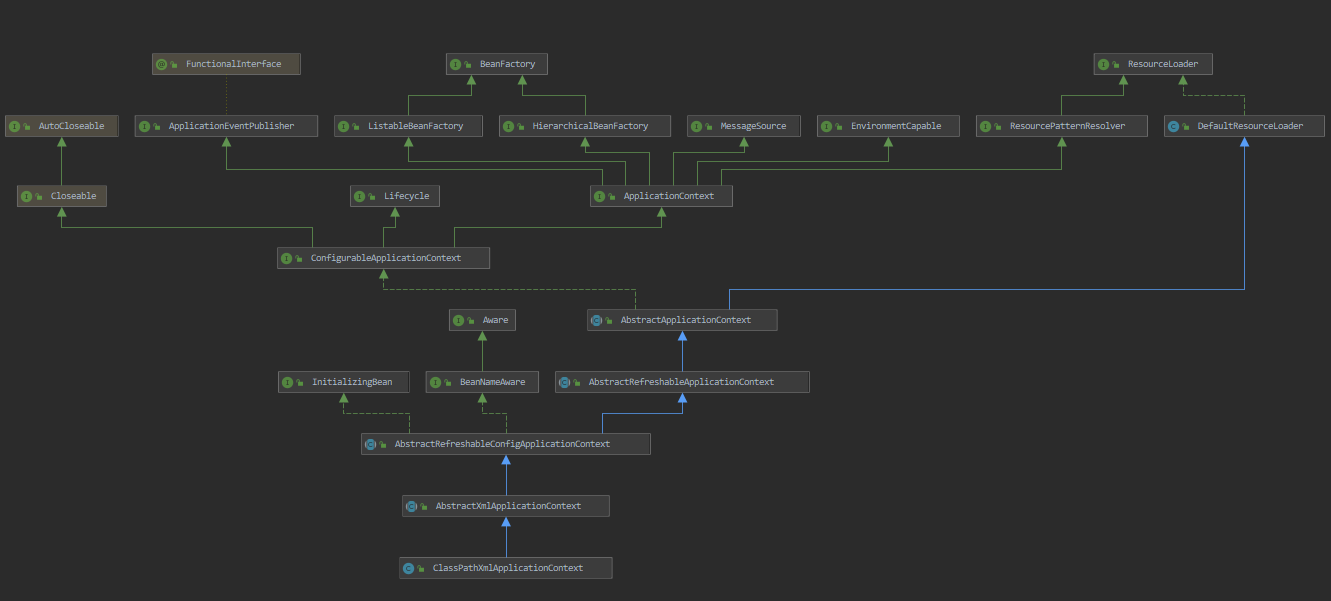 FunctionalInterface
BeanFactory
ResourceLoader
AutoCloseable
ApplicationEventPublisher
ListableBeanFactory
HierarchicalBeanFactory
MessageSource
EnvironmentCapable
ResourcePatternResolver
DefaultResourceLoader
Closeable
Lifecycle
ApplicationContext
ConfigurableApplicationContext
Aware
AbstractApplicationContext
InitializingBean
BeanNameAware
AbstractRefreshableApplicationContext
AbstractRefreshableConfigApplicationContext
AbstractXmlApplicationContext
ClassPathXmlApplicationContext